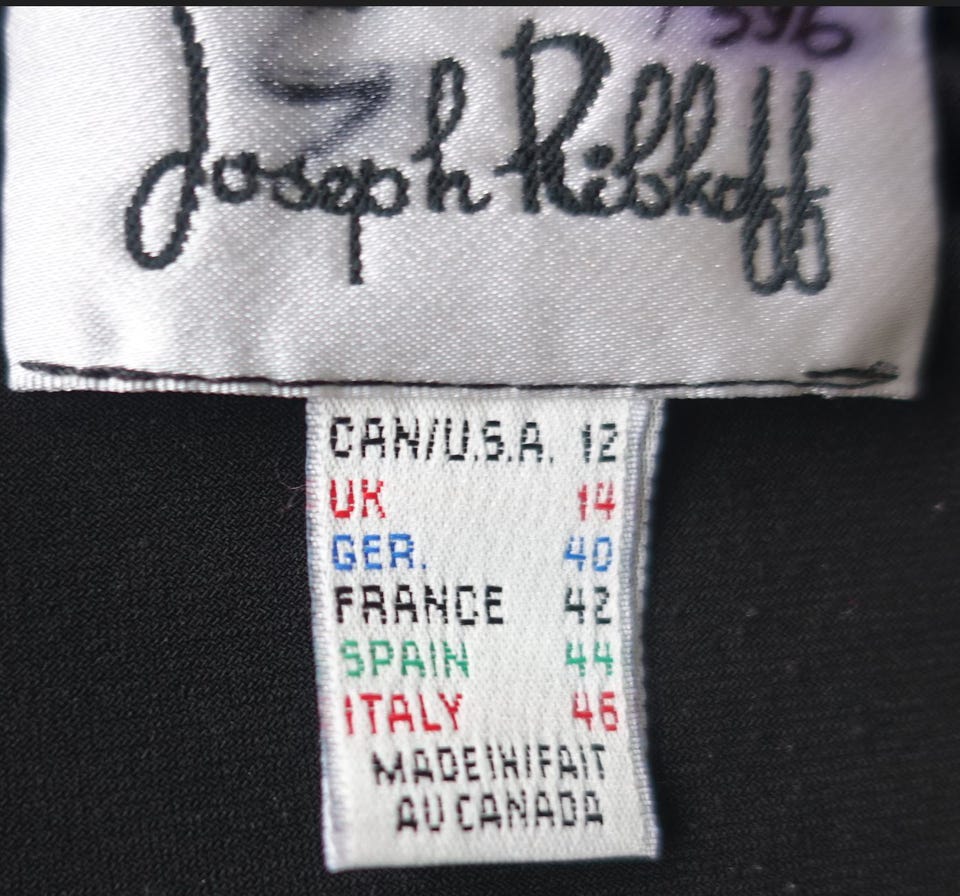 Joseph Ribkoff
CAN/U.S.A. 12
UK 14
GER. 40
FRANCE 42
SPAIN 44
ITALY 46
MADE IN/FAIT
AU CANADA